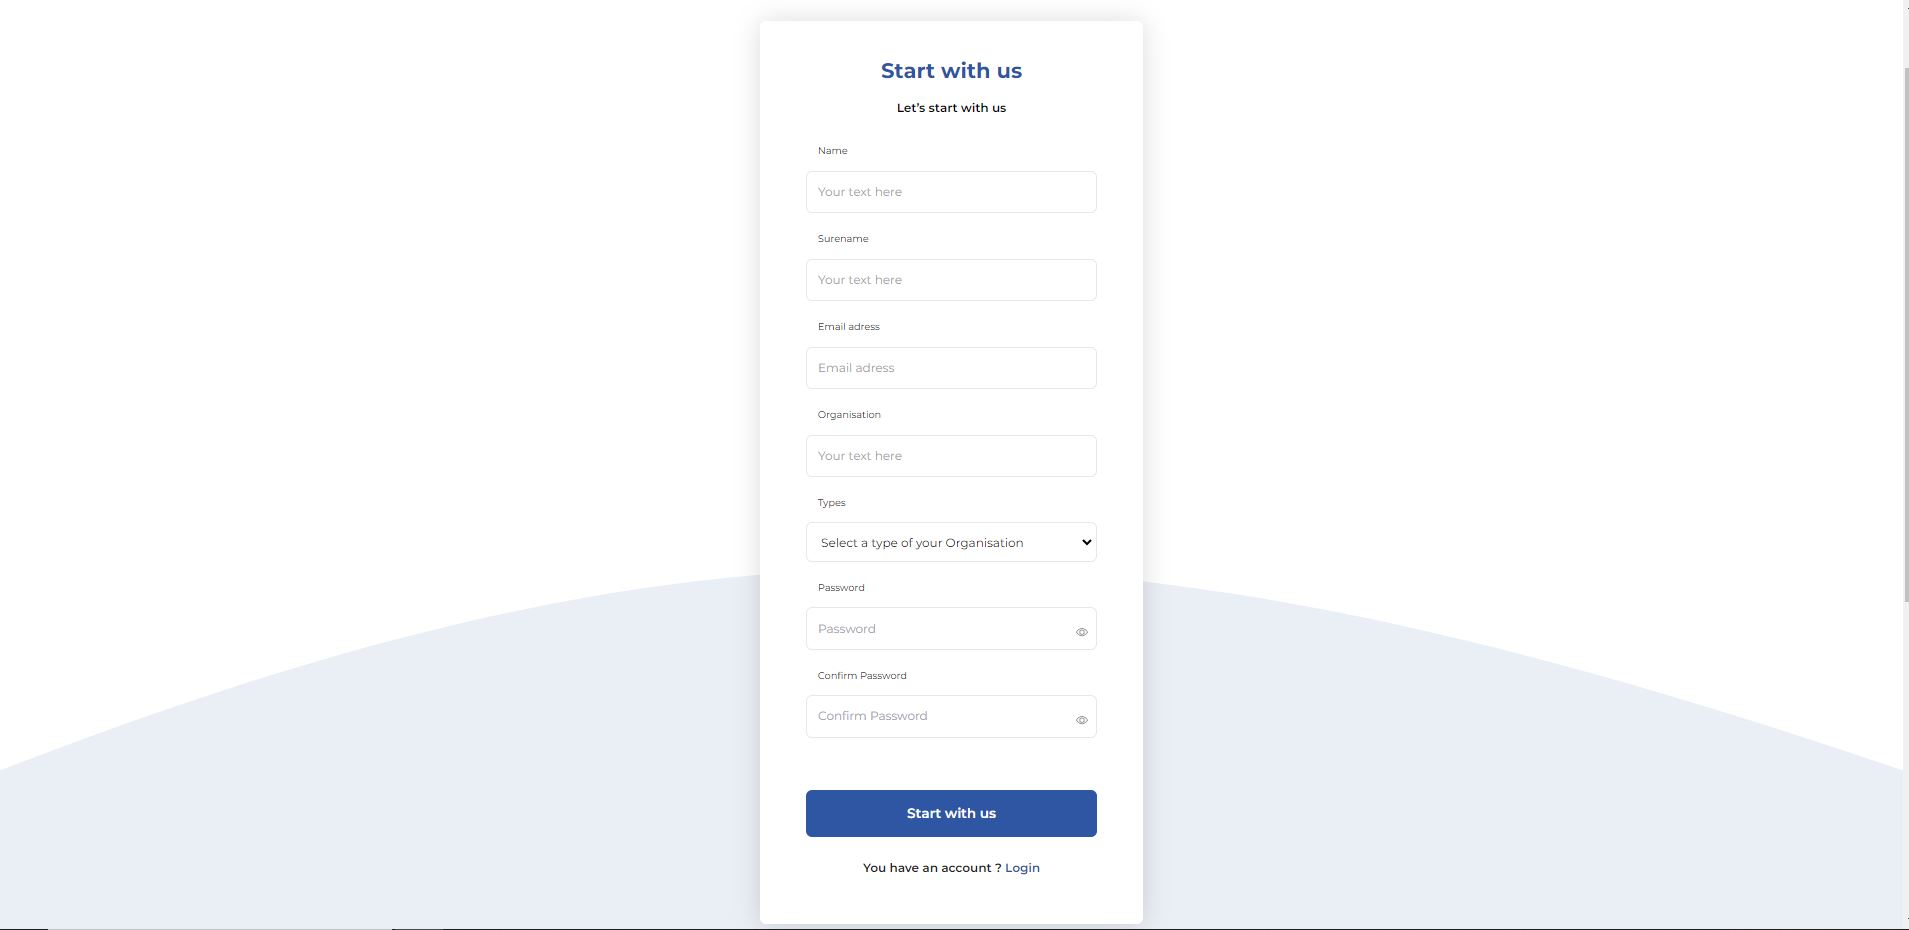 Start with us
Let's start with us
Name
Your text here
Surename
Your text here
Email adress
Email adress
Organisation
Your text here
Types
Select a type of your Organisation
Password
Password
Confirm Password
Confirm Password
Start with us
You have an account ? Login